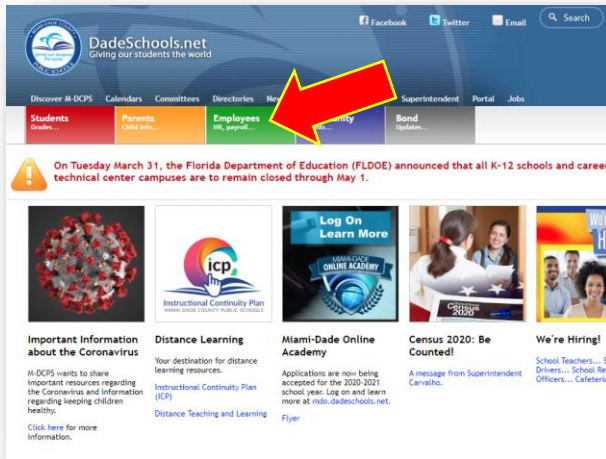 Facebook Twitter Email Search
DadeSchools.net
Giving our students the world
Discover M-DCPS Calendars Committees Directories Superintendent Portal Jobs
Students Parents Employees Bond
Grades... Child info... HR, payroll... Updates...
On Tuesday March 31, the Florida Department of Education (FLDOE) announced that all K-12 schools and career
technical center campuses are to remain closed through May 1.
Log On
Learn More
MIAMI-DADE
ONLINE ACADEMY
icp
Instructional Continuity Plan
MIAMI-DADE COUNTY PUBLIC SCHOOLS
Census
2020
Important Information
about the Coronavirus
M-DCPS wants to share
important resources regarding
the Coronavirus and information
regarding keeping children
healthy.
Click here for more
information.
Distance Learning
Your destination for distance
learning resources.
Instructional Continuity Plan
(ICP)
Distance Teaching and Learning
Miami-Dade Online
Academy
Applications are now being
accepted for the 2020-2021
school year. Log on and learn
more at mdo.dadeschools.net.
Flyer
Census 2020: Be
Counted!
A message from Superintendent
Carvalho.
We're Hiring!
School Teachers...
Drivers... School
Officers...